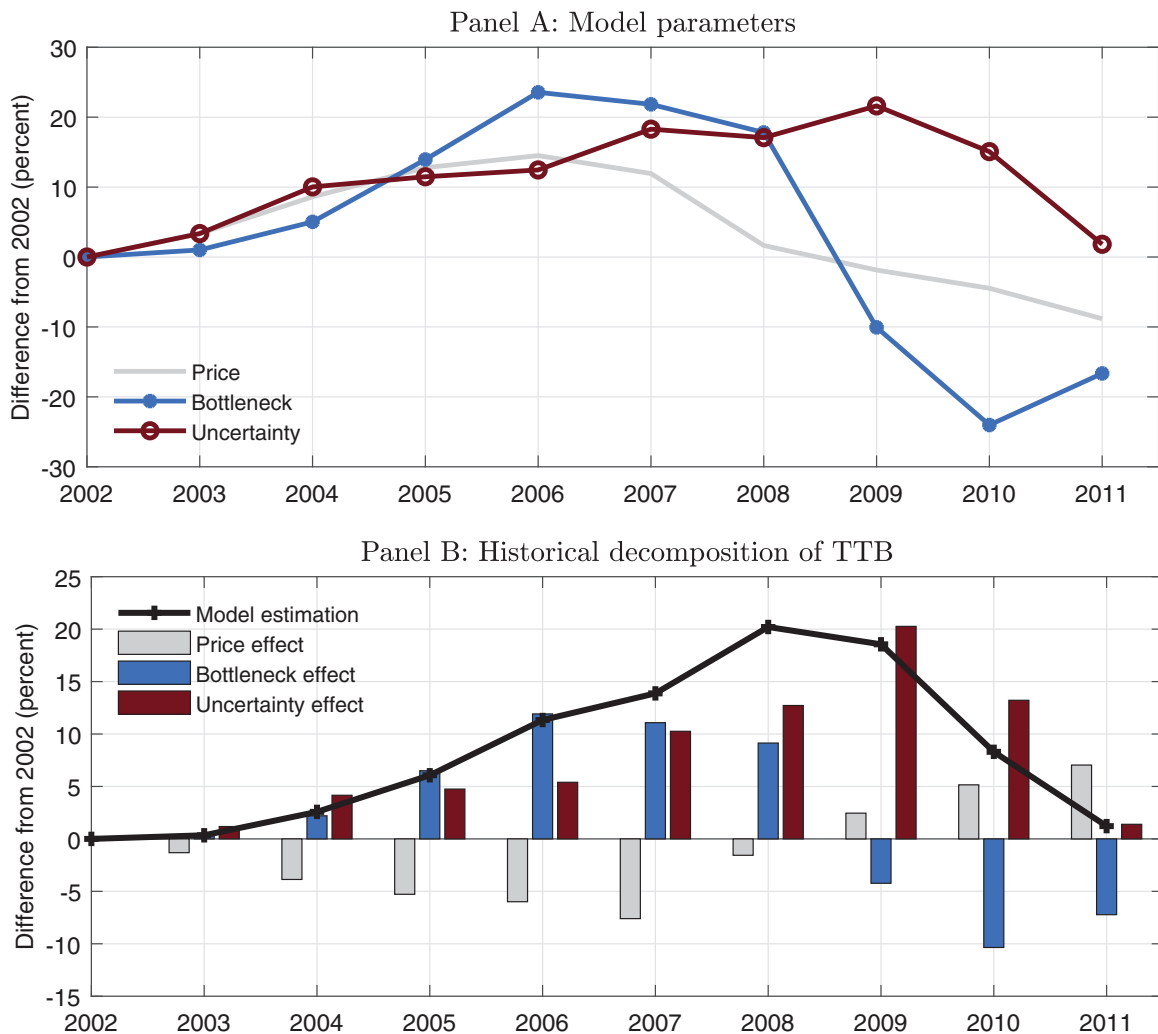 Panel A: Model parameters
Difference from 2002 (percent)
30
20
10
0
-10
-20
-30
Price
Bottleneck
Uncertainty
2002 2003 2004 2005 2006 2007 2008 2009 2010 2011
Panel B: Historical decomposition of TTB
Difference from 2002 (percent)
25
20
15
10
5
0
-5
-10
-15
Model estimation
Price effect
Bottleneck effect
Uncertainty effect
2002 2003 2004 2005 2006 2007 2008 2009 2010 2011